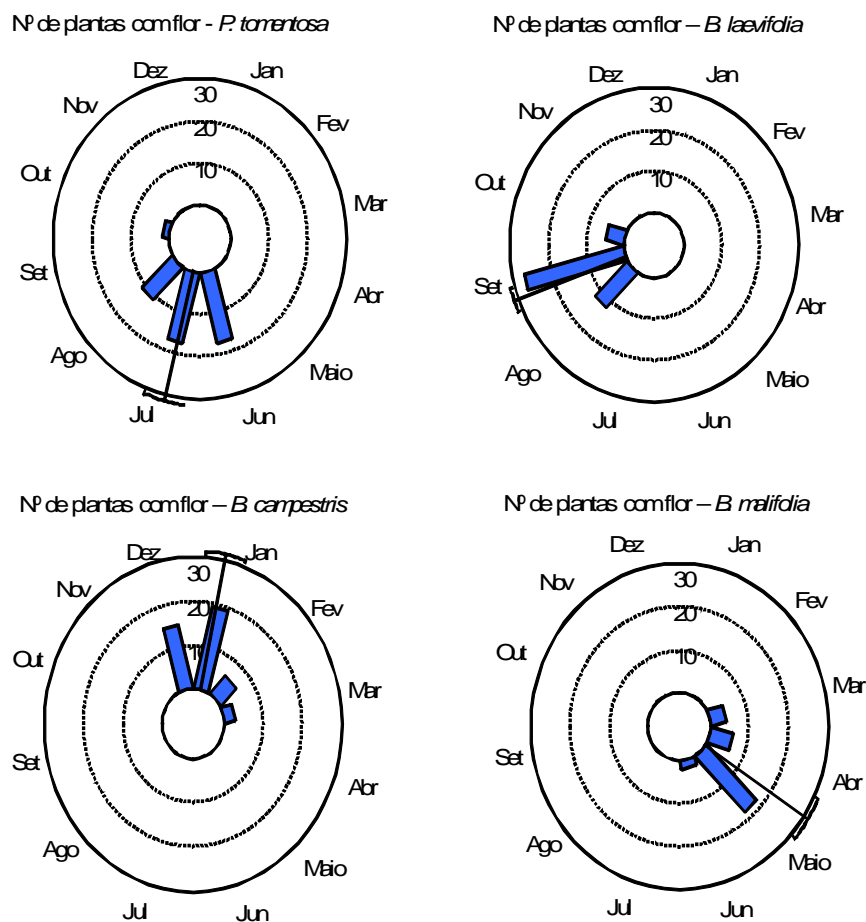 Nº de plantas com flor - P. tomentosa
Dez
Jan
Nov
Fev
Out
Mar
Set
Abr
Ago
Maio
Jul
Jun
30
20
10
Nº de plantas com flor – B. laevifolia
Dez
Jan
Nov
Fev
Out
Mar
Set
Abr
Ago
Maio
Jul
Jun
30
20
10
Nº de plantas com flor – B. campestris
Dez
Jan
Nov
Fev
Out
Mar
Set
Abr
Ago
Maio
Jul
Jun
30
20
10
Nº de plantas com flor – B. malifolia
Dez
Jan
Nov
Fev
Out
Mar
Set
Abr
Ago
Maio
Jul
Jun
30
20
10